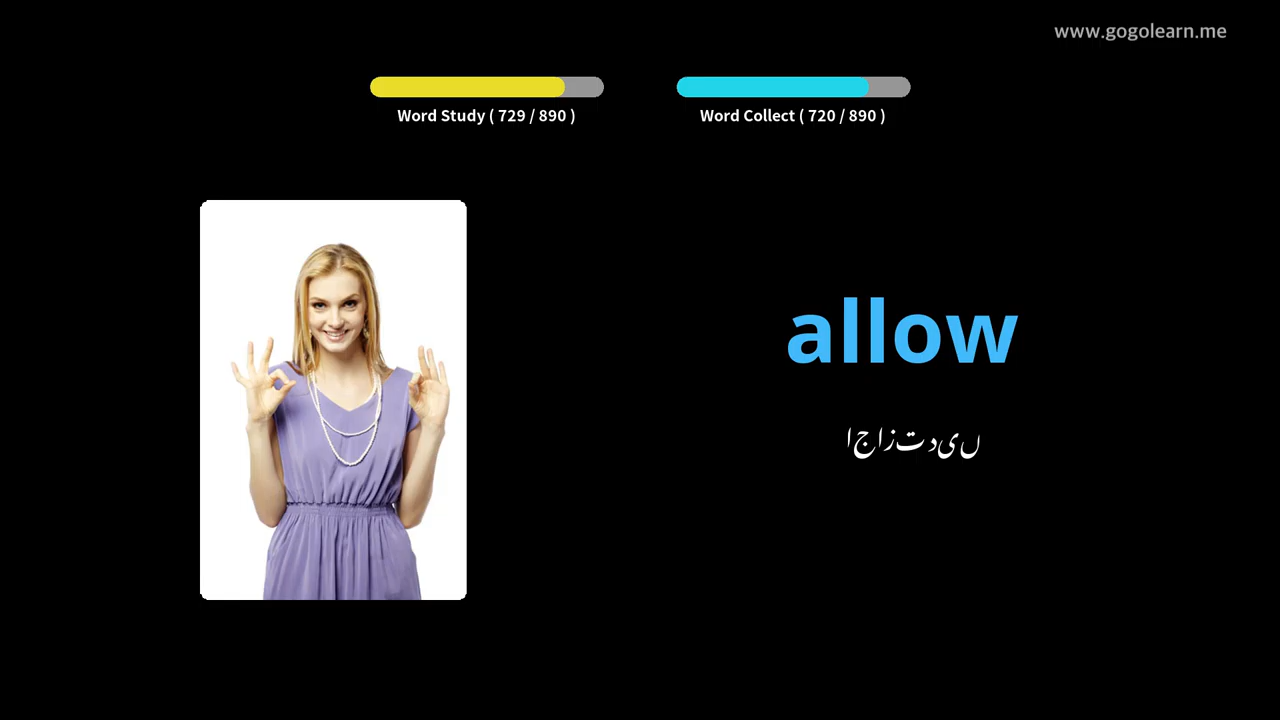 www.gogolearn.me
Word Study ( 729 / 890 )
Word Collect ( 720 / 890 )
allow
اجازت دیں